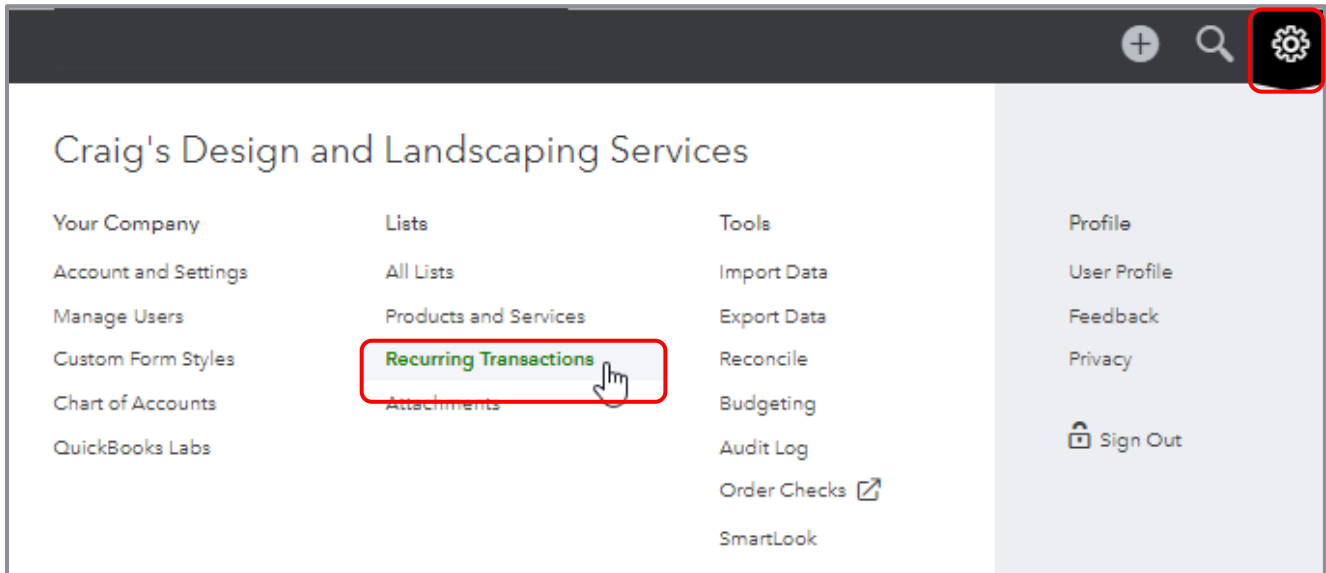 Craig's Design and Landscaping Services
Your Company
Account and Settings
Manage Users
Custom Form Styles
Chart of Accounts
QuickBooks Labs
Lists
All Lists
Products and Services
Recurring Transactions
Attachments
Tools
Import Data
Export Data
Reconcile
Budgeting
Audit Log
Order Checks
SmartLook
Profile
User Profile
Feedback
Privacy
Sign Out